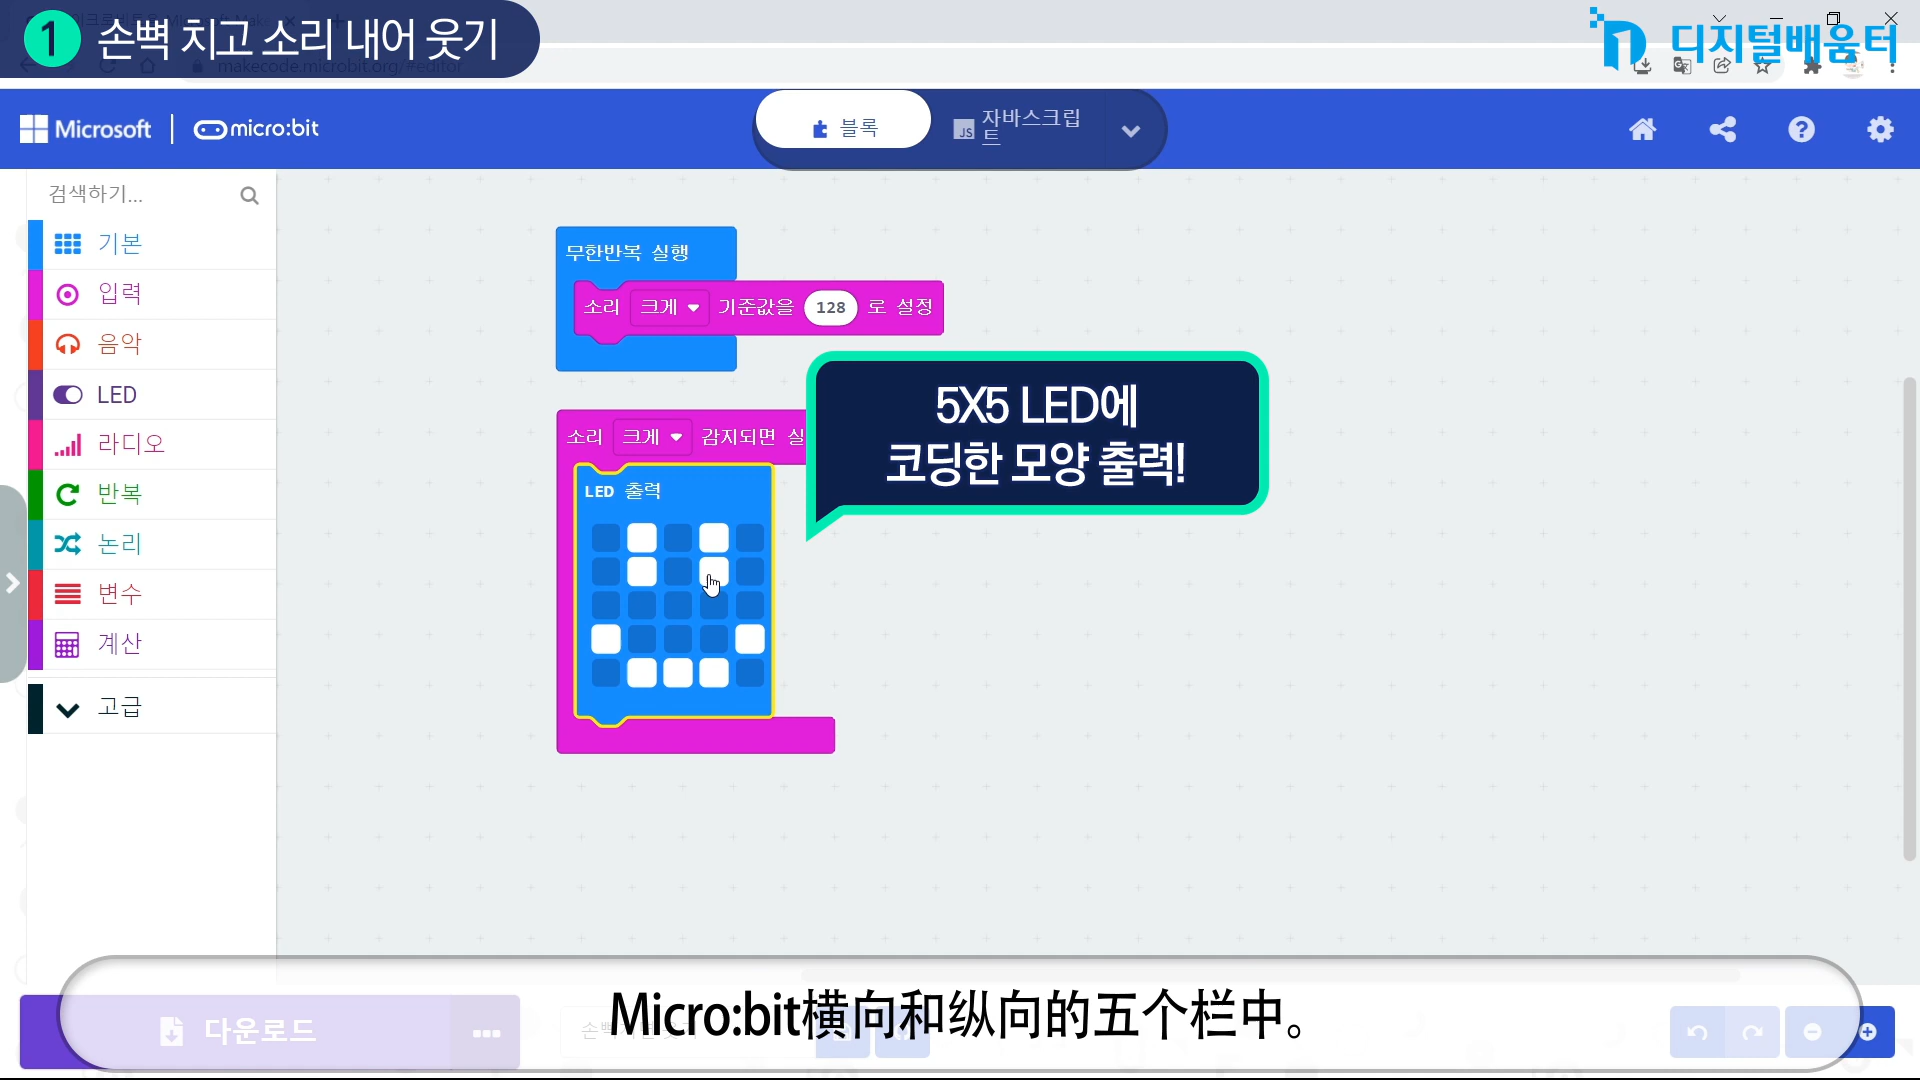 1 손뼉 치고 소리 내어 웃기
디지털배움터
makecode.microbit.org/#editor
Microsoft | micro:bit
블록
JS 자바스크립
트
검색하기...
기본
입력
음악
LED
라디오
반복
논리
변수
계산
고급
무한반복 실행
소리 크게 기준값을 128 로 설정
소리 크게 감지되면 실
LED 출력
5X5 LED에
코딩한 모양 출력!
다운로드
Micro:bit横向和纵向的五个栏中。